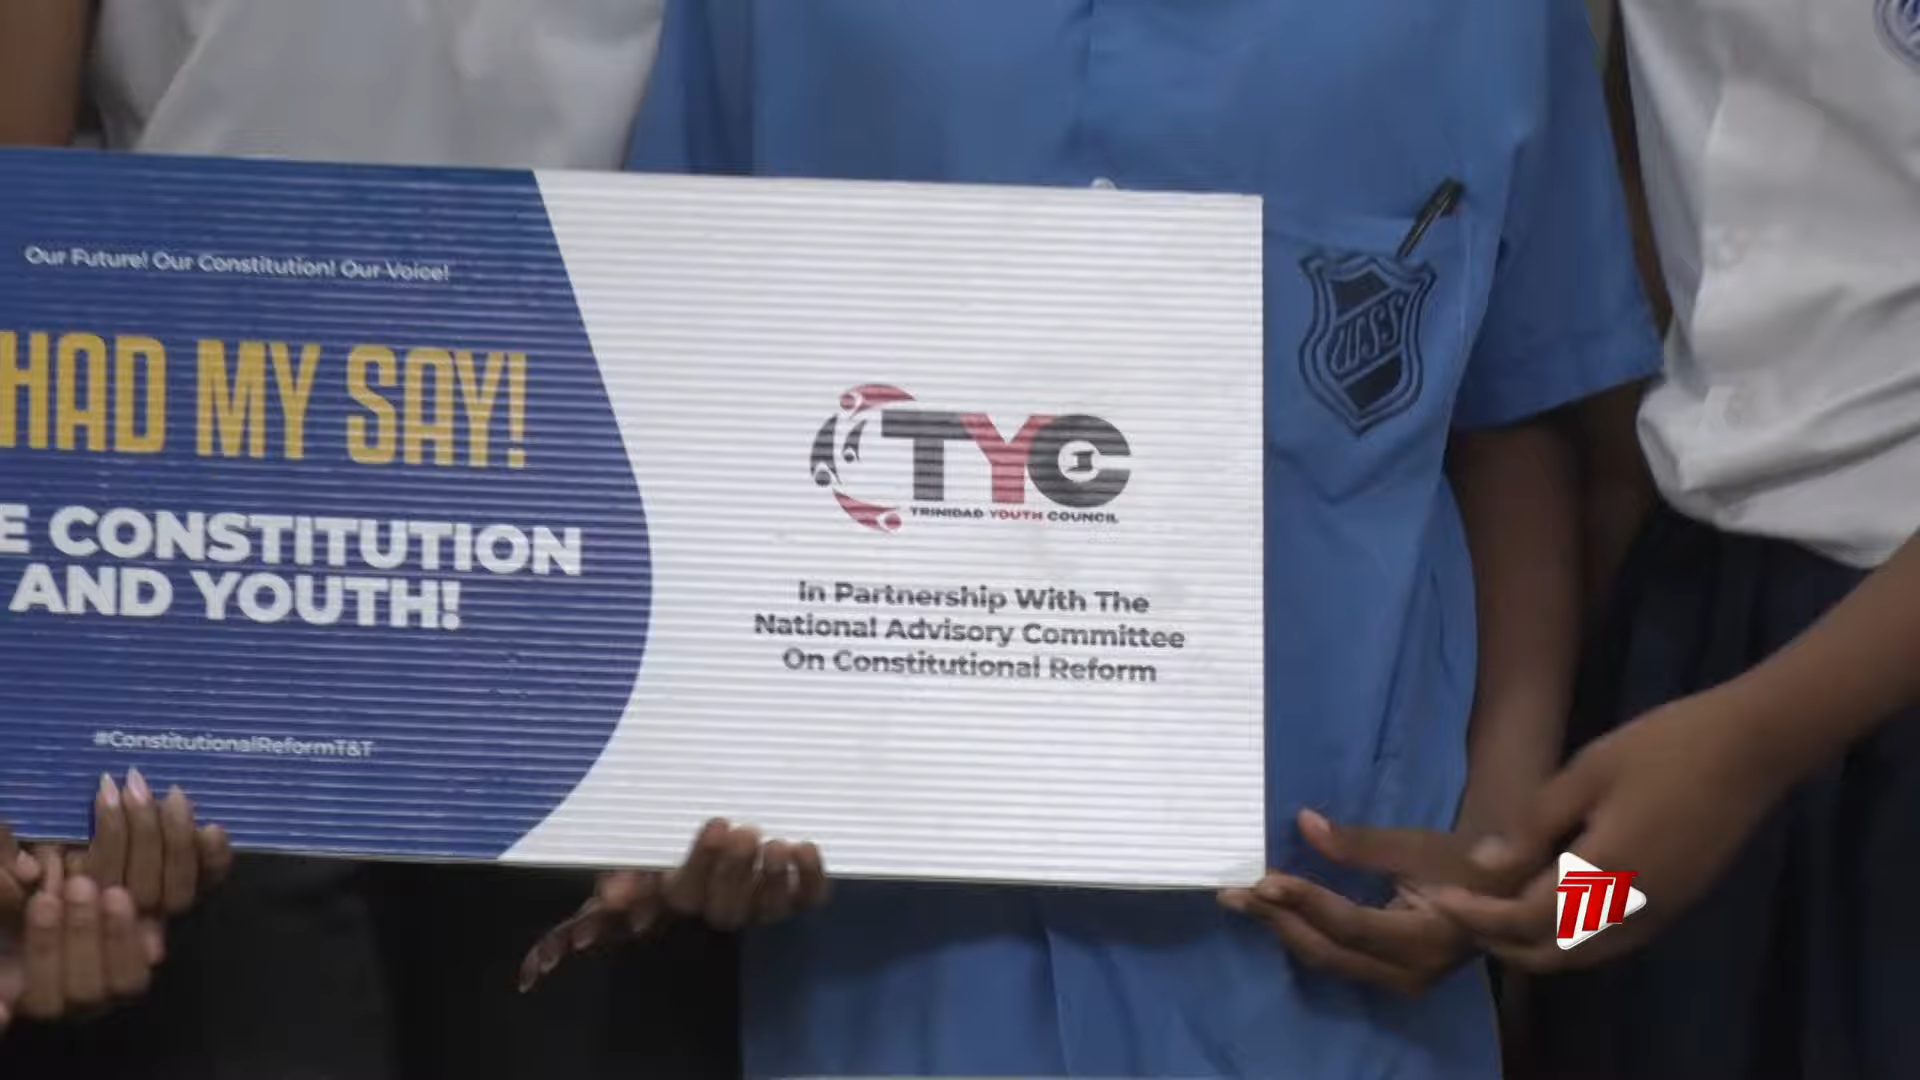 Our Future! Our Constitution! Our Voice!
HAD MY SAY!
E CONSTITUTION
AND YOUTH!
#ConstitutionalReformT&T
TYC
TRINIDAD YOUTH COUNCIL
In Partnership With The
National Advisory Committee
On Constitutional Reform
TTT